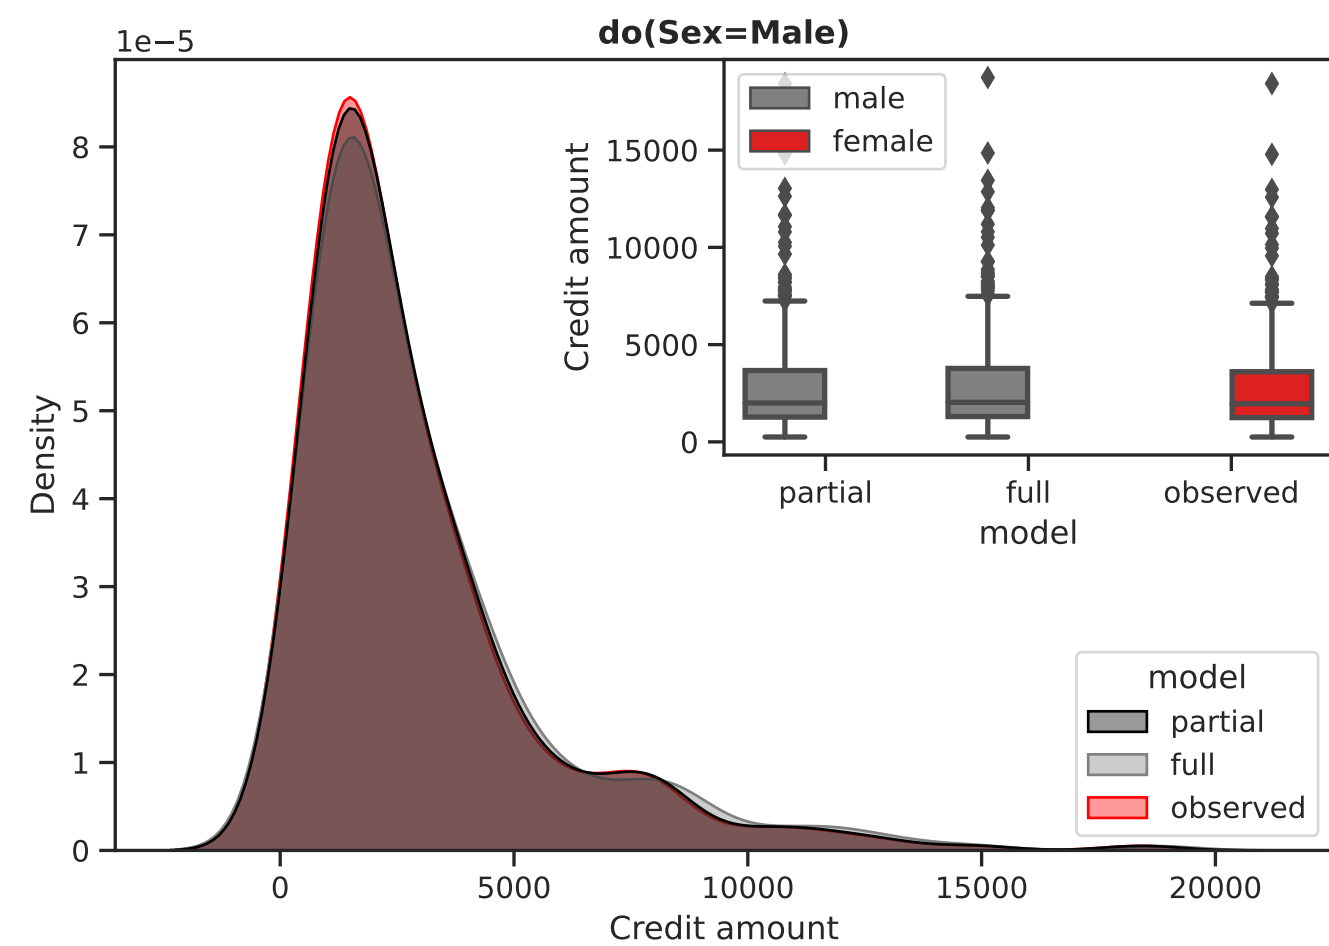 do(Sex=Male)
1e−5
Density
8
7
6
5
4
3
2
1
0
0 5000 10000 15000 20000
Credit amount
male
female
Credit amount
15000
10000
5000
0
partial full observed
model
model
partial
full
observed